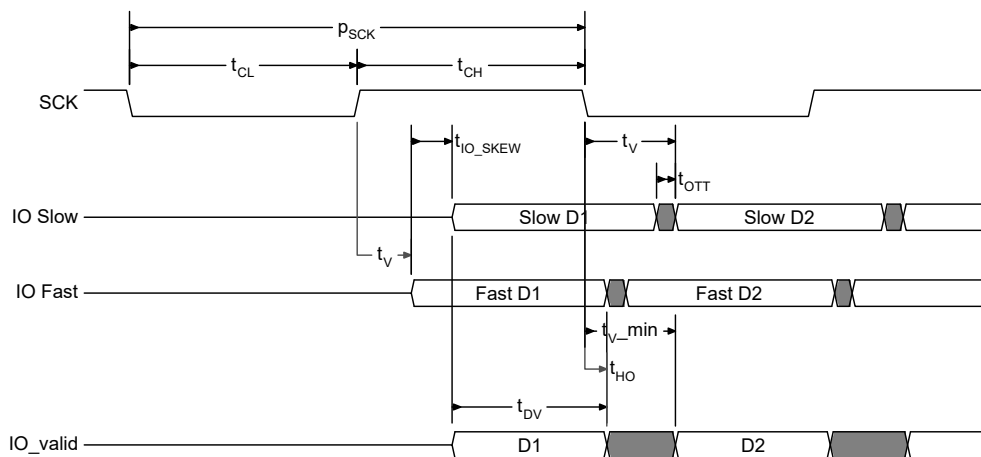 pSCK
tCL
tCH
SCK
tIO_SKEW
tV
tOTT
IO Slow
Slow D1
Slow D2
tV
IO Fast
Fast D1
Fast D2
tV_min
tHO
tDV
IO_valid
D1
D2